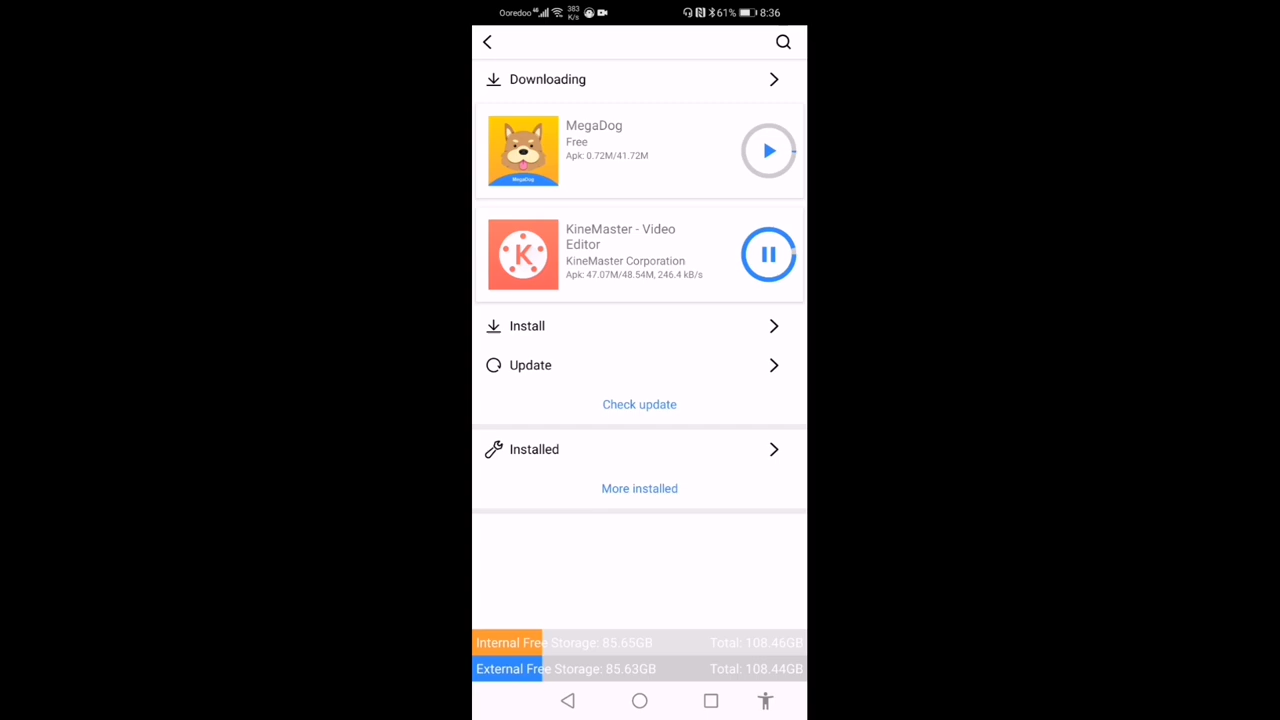 Ooredoo 4G 383 K/s 61% 8:36
Downloading
MegaDog
Free
Apk: 0.72M/41.72M
MegaDog
KineMaster - Video
Editor
KineMaster Corporation
Apk: 47.07M/48.54M, 246.4 kB/s
K
Install
Update
Check update
Installed
More installed
Internal Free Storage: 85.65GB Total: 108.46GB
External Free Storage: 85.63GB Total: 108.44GB